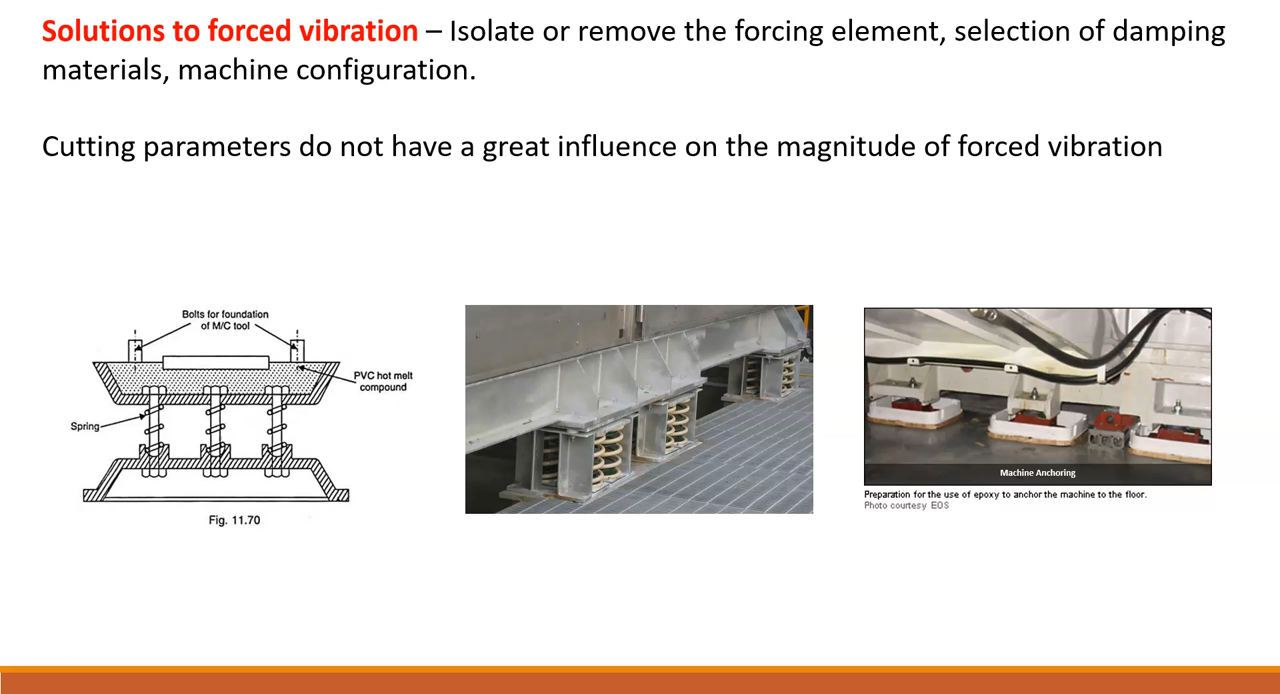 Solutions to forced vibration – Isolate or remove the forcing element, selection of damping
materials, machine configuration.
Cutting parameters do not have a great influence on the magnitude of forced vibration
Bolts for foundation
of M/C tool
PVC hot melt
compound
Spring
Fig. 11.70
Machine Anchoring
Preparation for the use of epoxy to anchor the machine to the floor.
Photo courtesy EOS